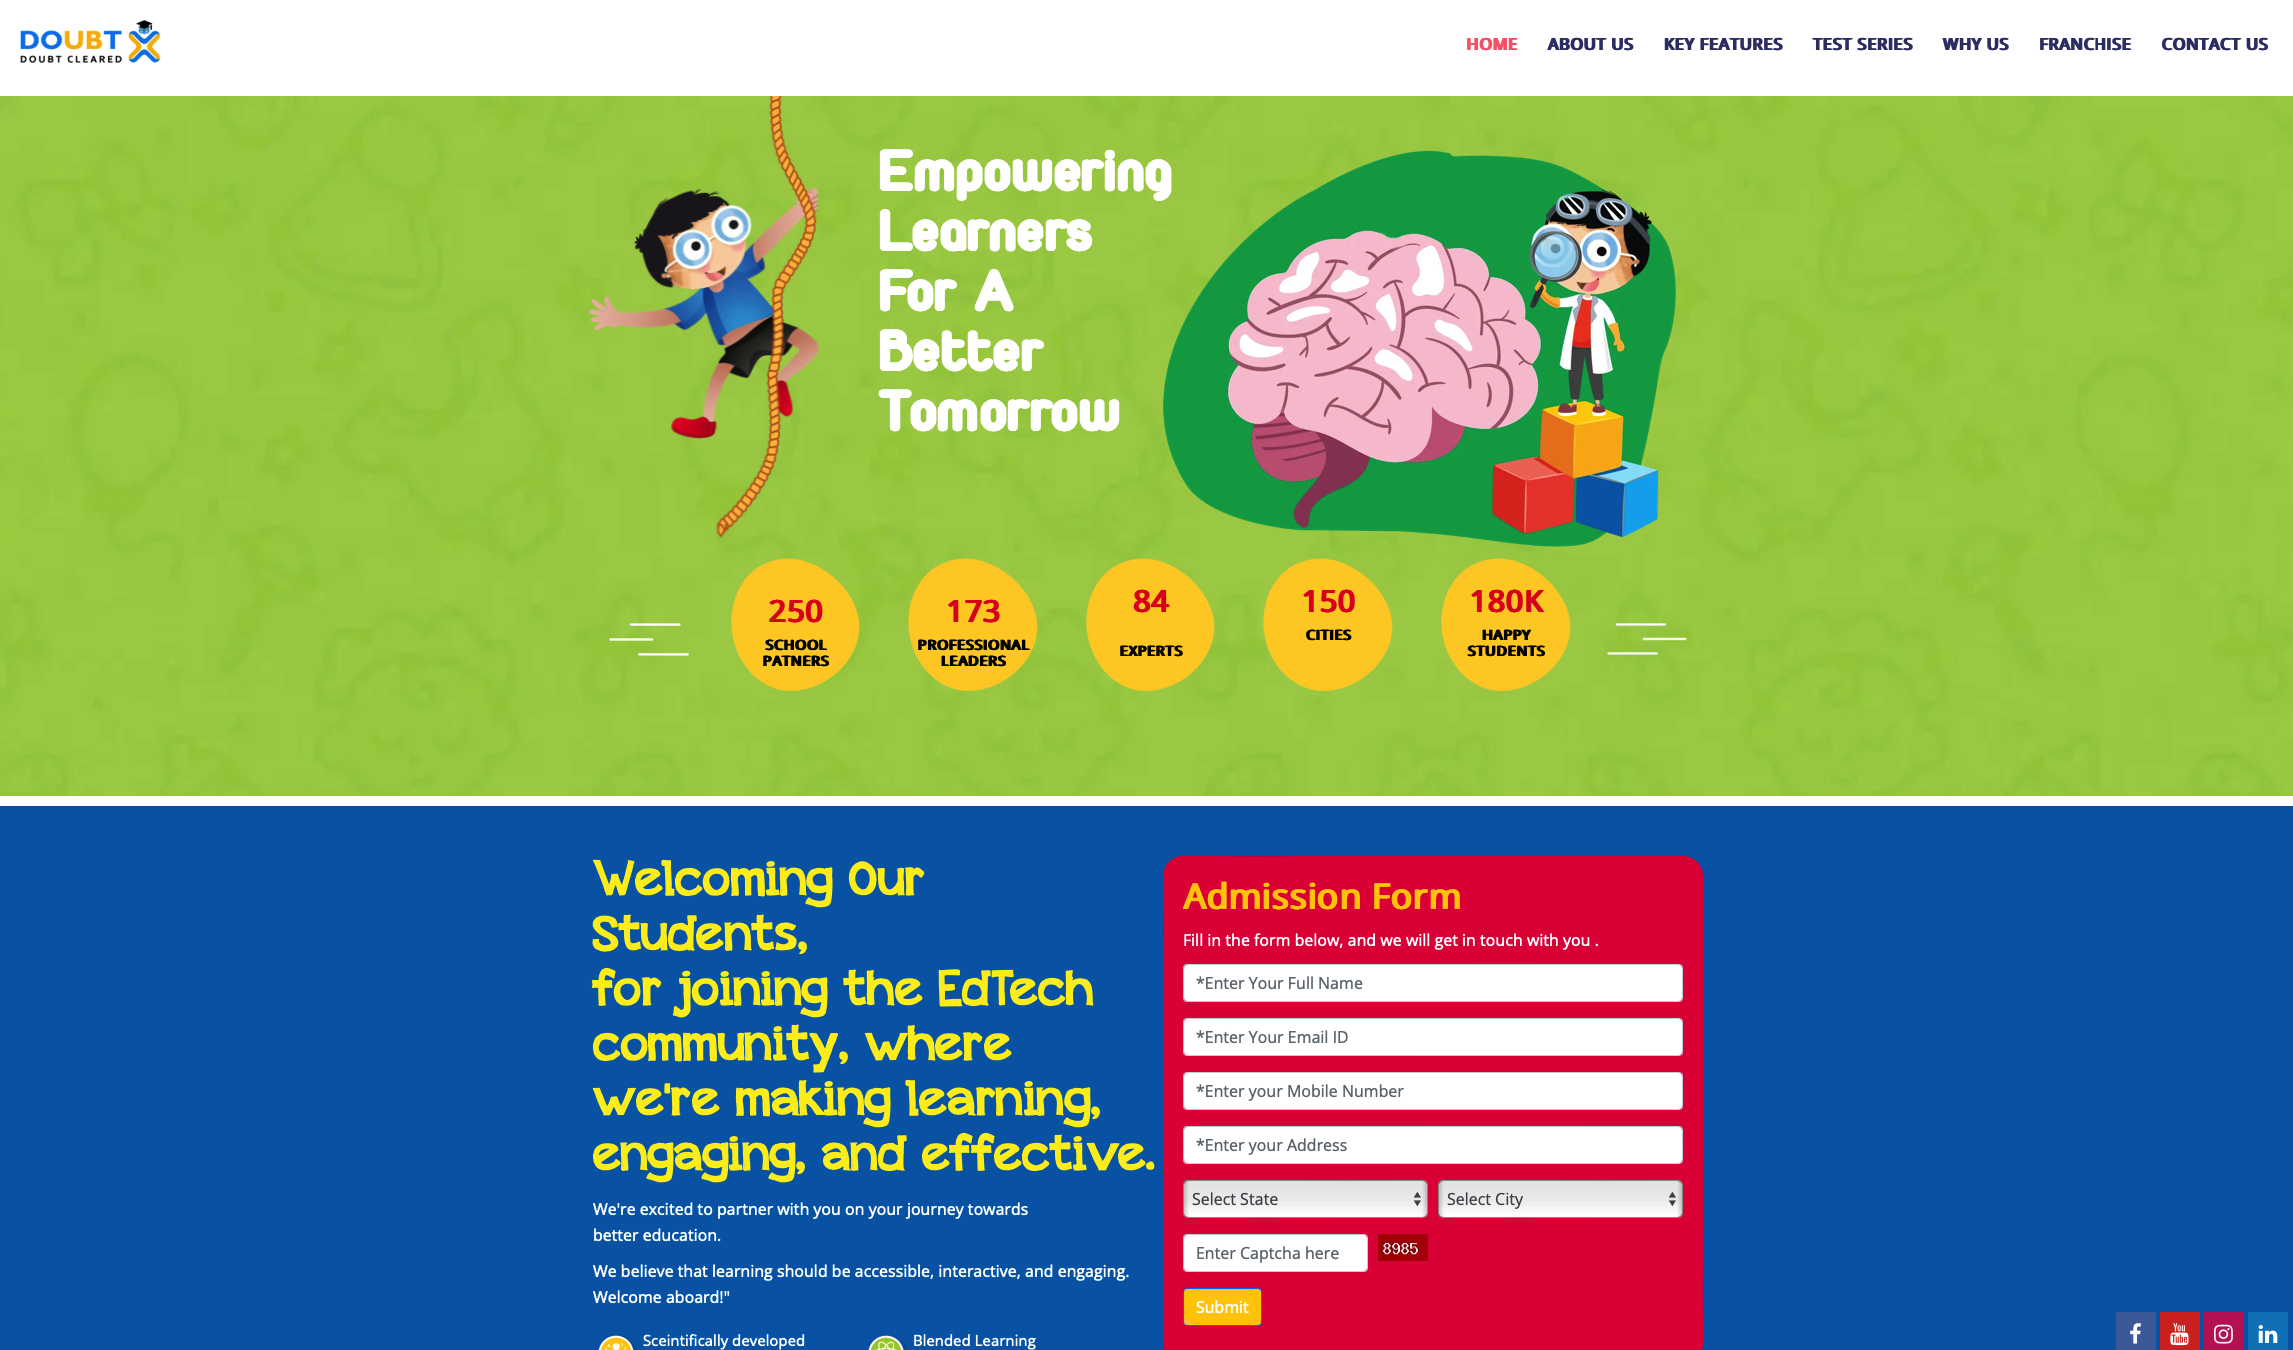 DOUBT X
DOUBT CLEARED
HOME ABOUT US KEY FEATURES TEST SERIES WHY US FRANCHISE CONTACT US
Empowering
Learners
For A
Better
Tomorrow
250
SCHOOL
PATNERS
173
PROFESSIONAL
LEADERS
84
EXPERTS
150
CITIES
180K
HAPPY
STUDENTS
Welcoming Our
Students,
for joining the EdTech
community, where
we're making learning,
engaging, and effective.
We're excited to partner with you on your journey towards
better education.
We believe that learning should be accessible, interactive, and engaging.
Welcome aboard!"
Sceintifically developed
Blended Learning
Admission Form
Fill in the form below, and we will get in touch with you .
*Enter Your Full Name
*Enter Your Email ID
*Enter your Mobile Number
*Enter your Address
Select State
Select City
Enter Captcha here
8985
Submit
You
Tube